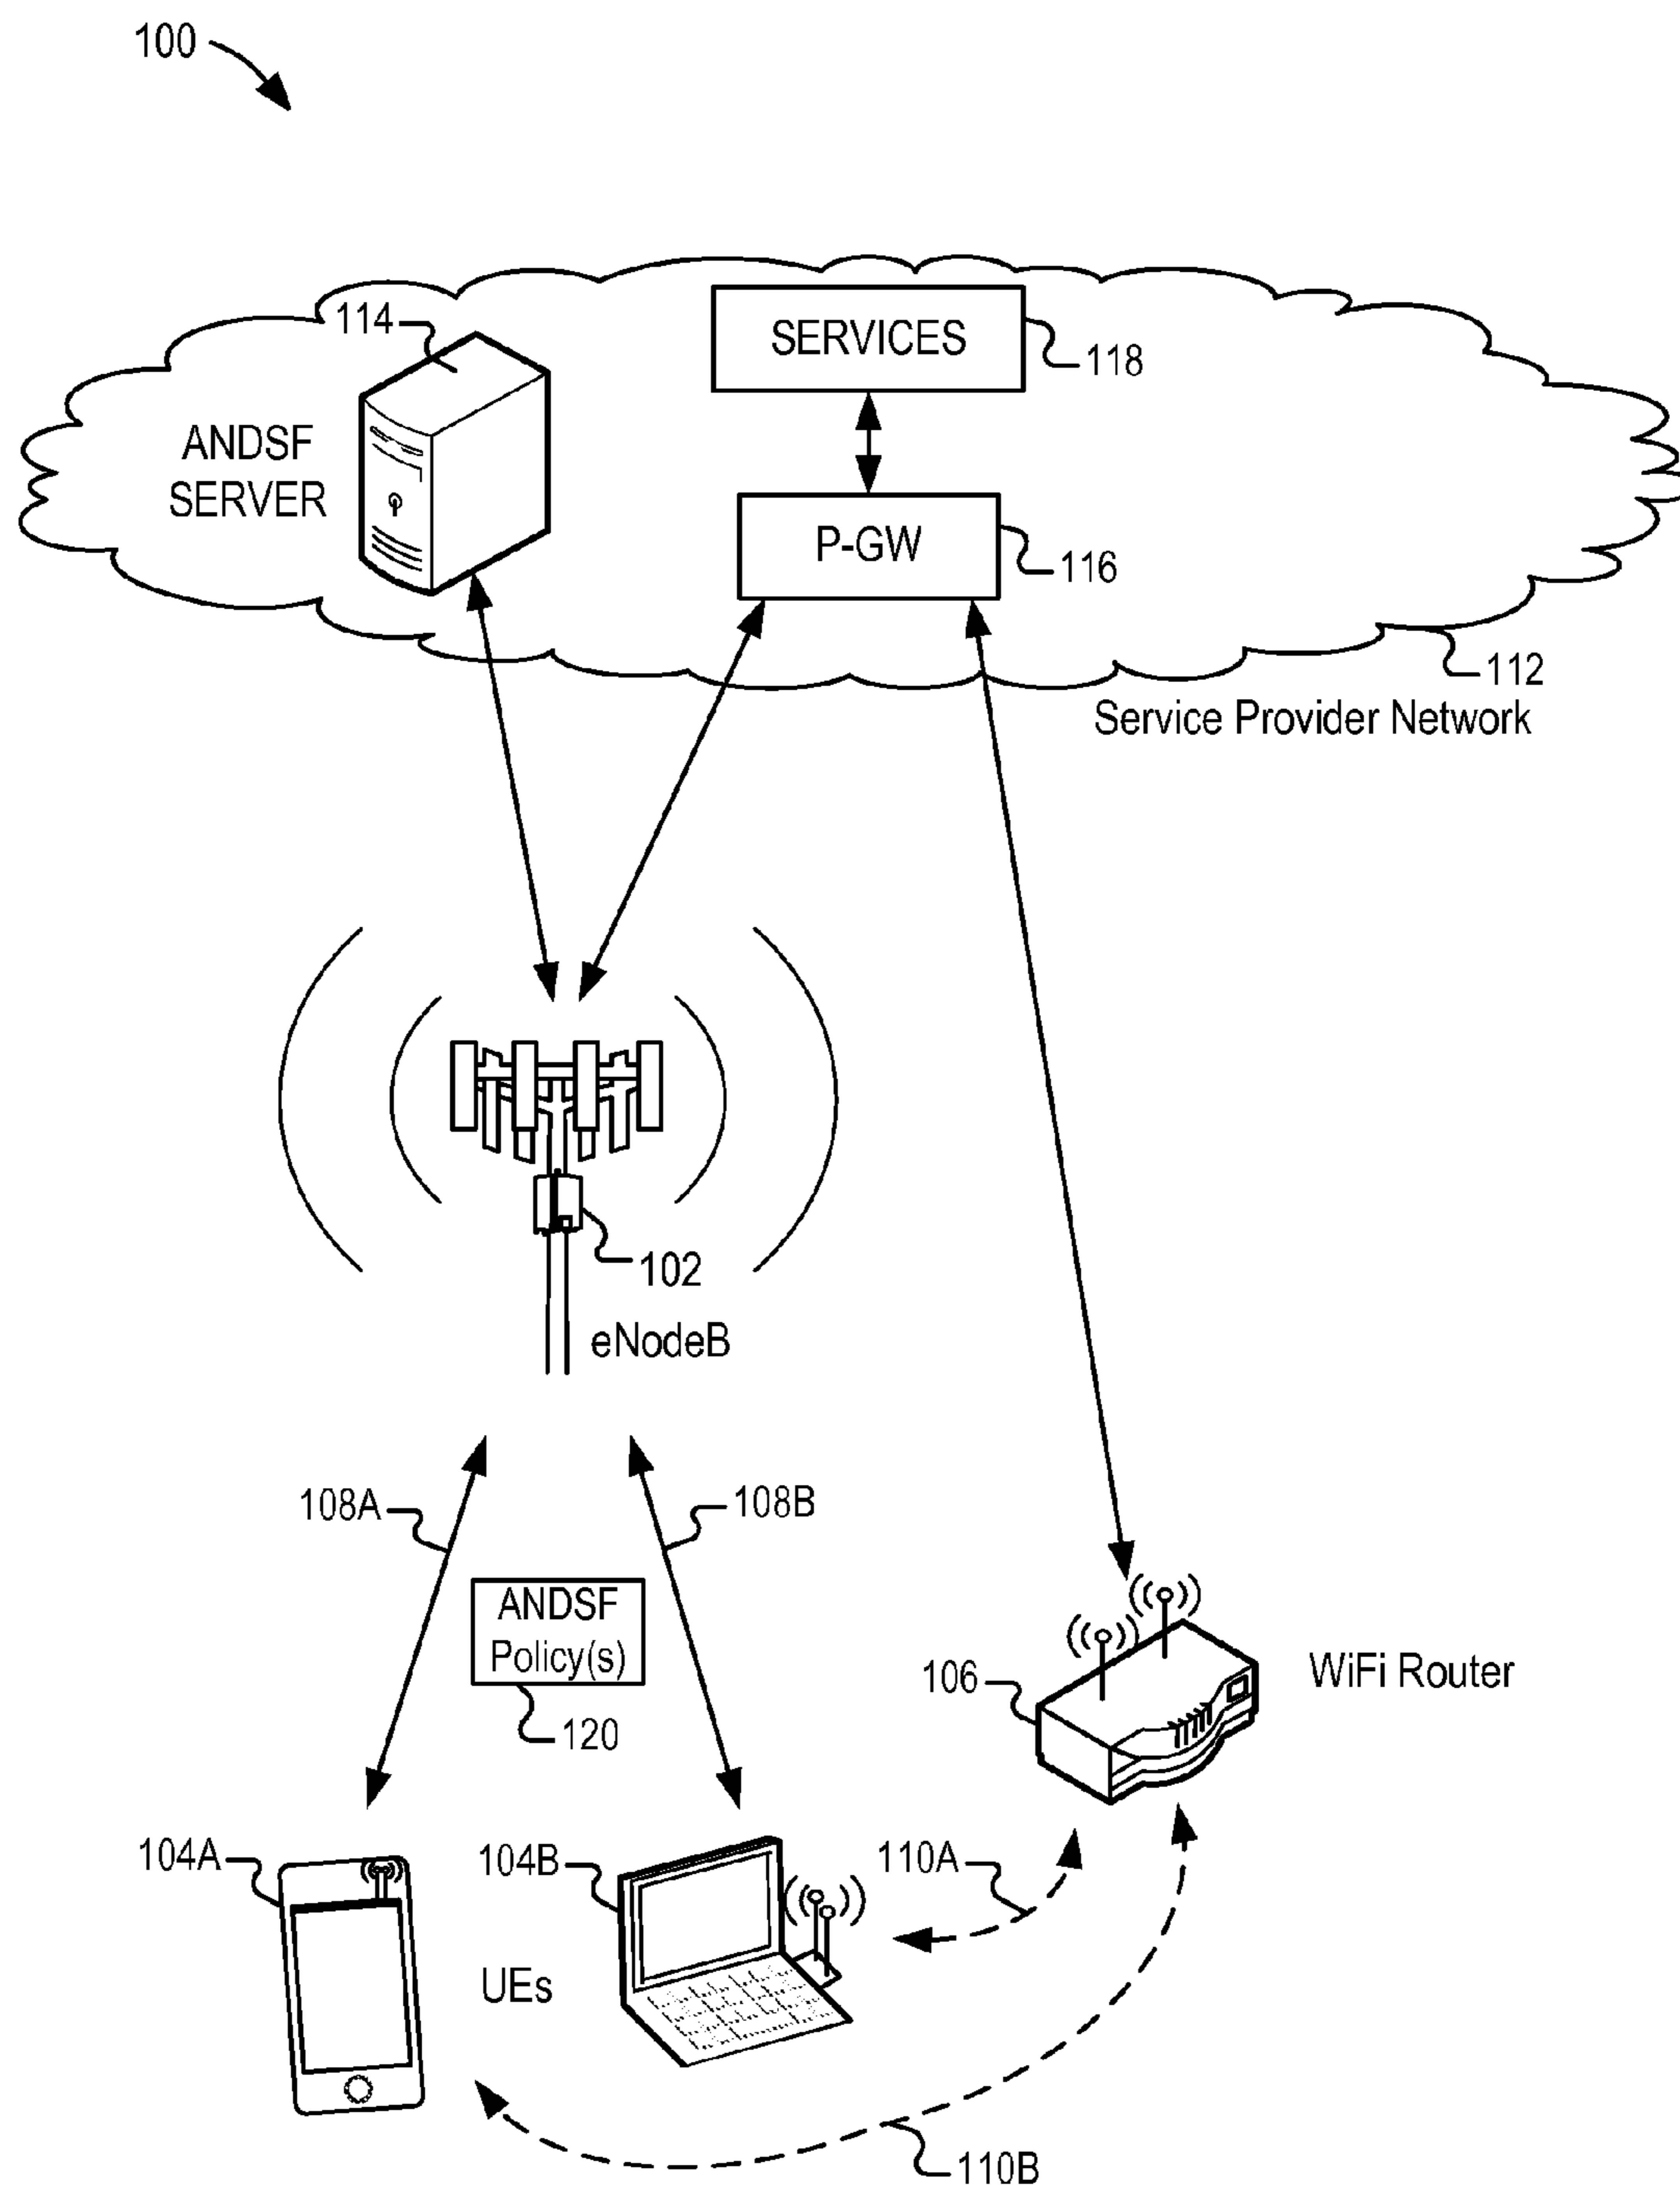 100
114
SERVICES
118
ANDSF
SERVER
P-GW
116
112
Service Provider Network
102
eNodeB
108A
108B
ANDSF
Policy(s)
120
106
WiFi Router
104A
104B
110A
UEs
110B